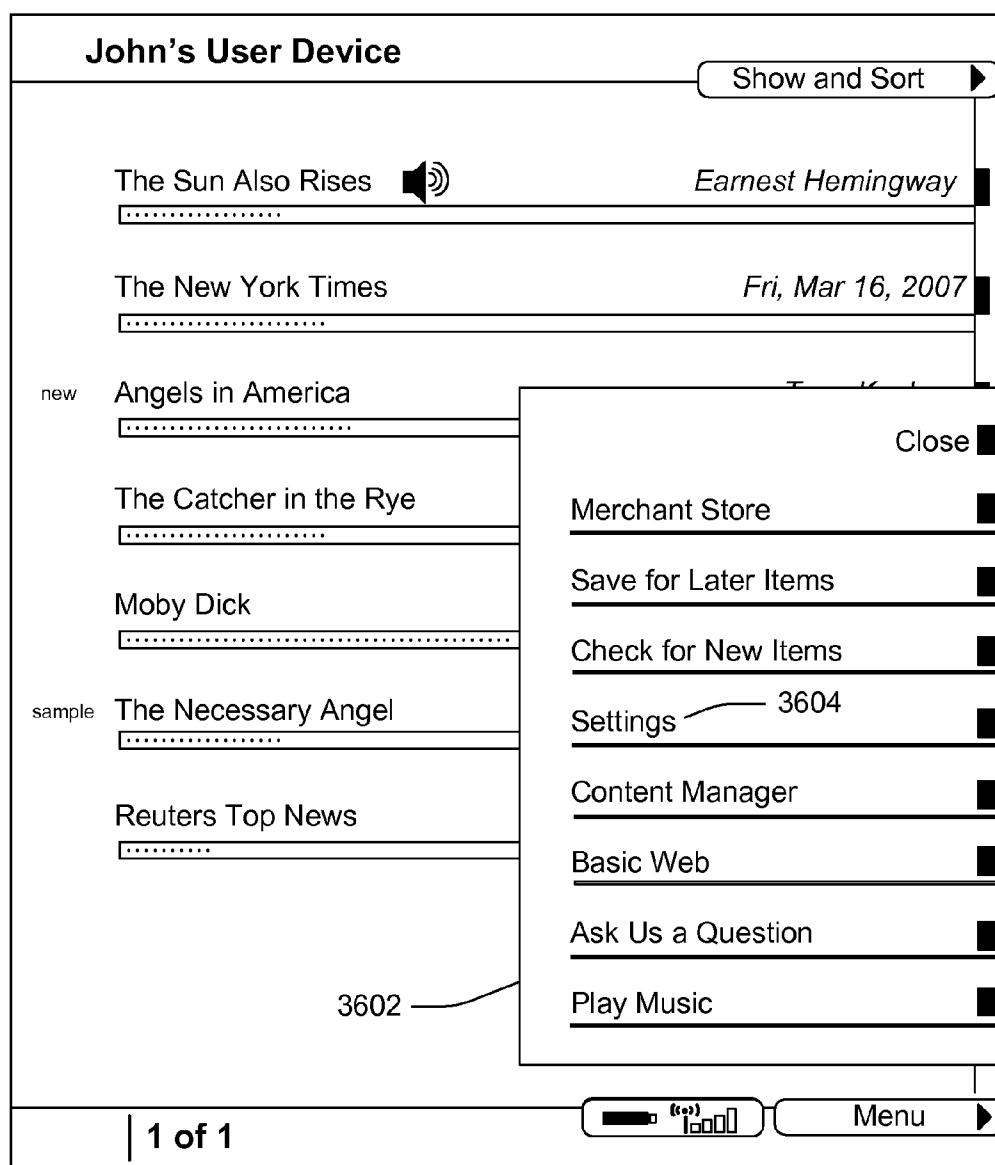 John's User Device
Show and Sort
The Sun Also Rises Earnest Hemingway
The New York Times Fri, Mar 16, 2007
new Angels in America
Close
The Catcher in the Rye
Merchant Store
Save for Later Items
Moby Dick
Check for New Items
sample The Necessary Angel
Settings 3604
Content Manager
Reuters Top News
Basic Web
Ask Us a Question
3602
Play Music
1 of 1
Menu